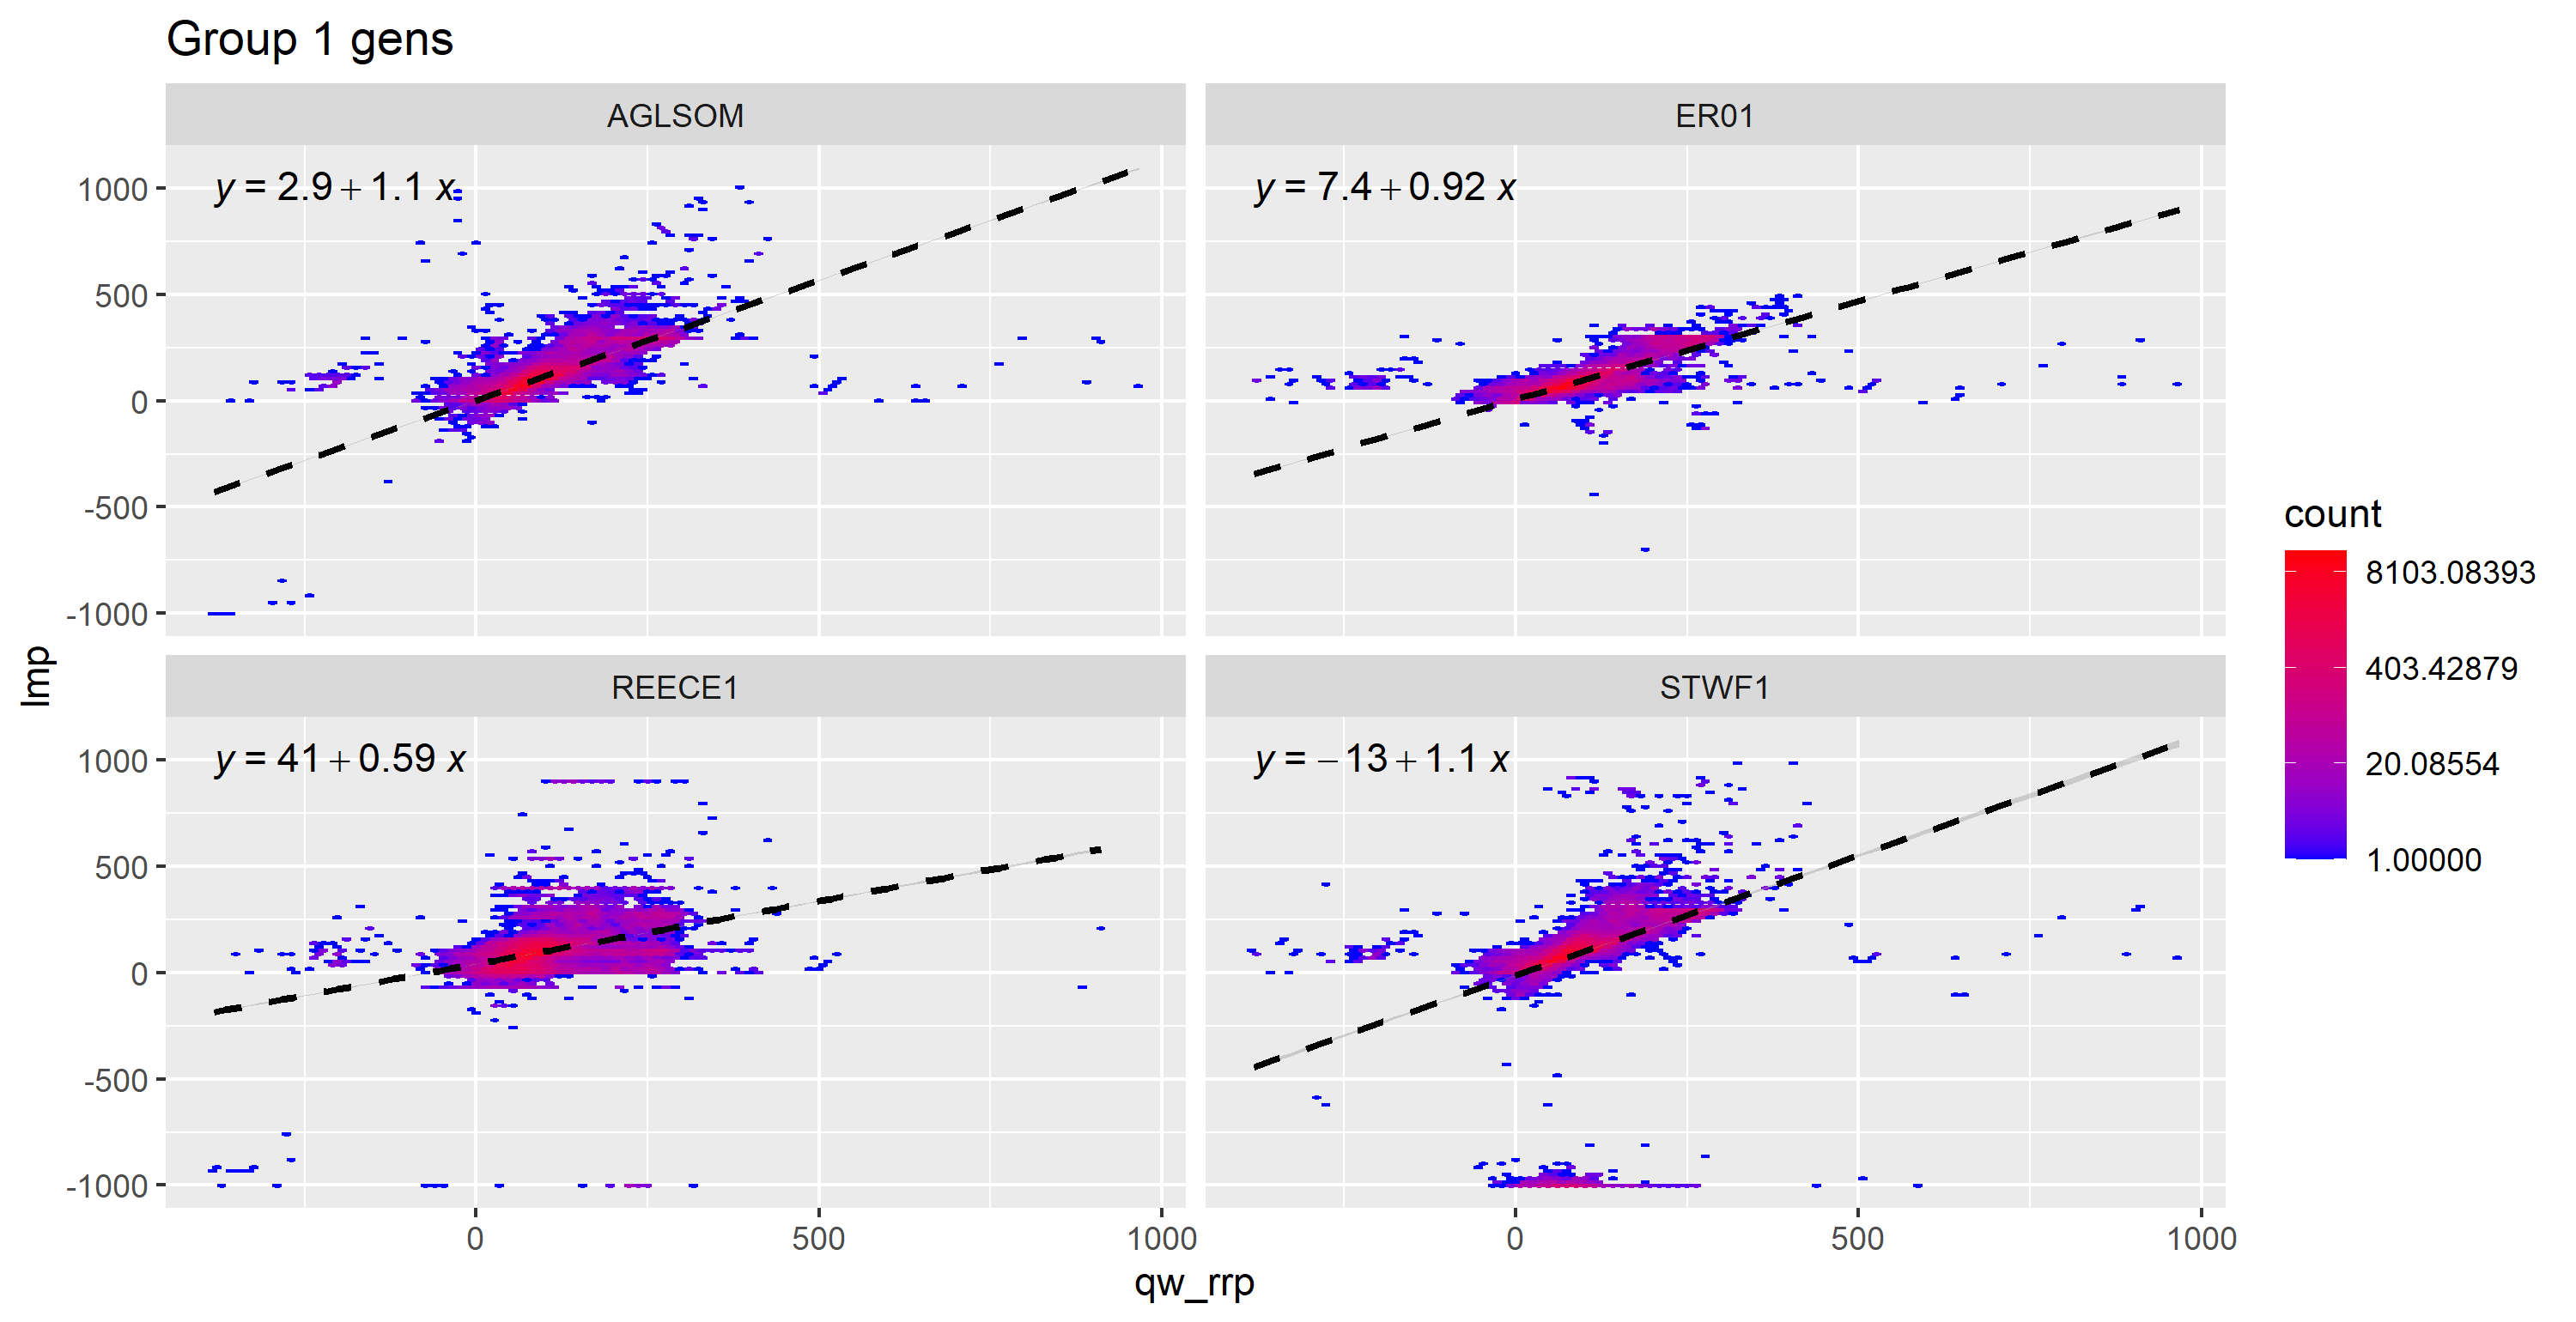 Group 1 gens
AGLSOM
ER01
y = 2.9 + 1.1 x
y = 7.4 + 0.92 x
1000
500
0
-500
-1000
REECE1
STWF1
y = 41 + 0.59 x
y = − 13 + 1.1 x
1000
500
0
-500
-1000
0
500
1000
0
500
1000
lmp
qw_rrp
count
8103.08393
403.42879
20.08554
1.00000